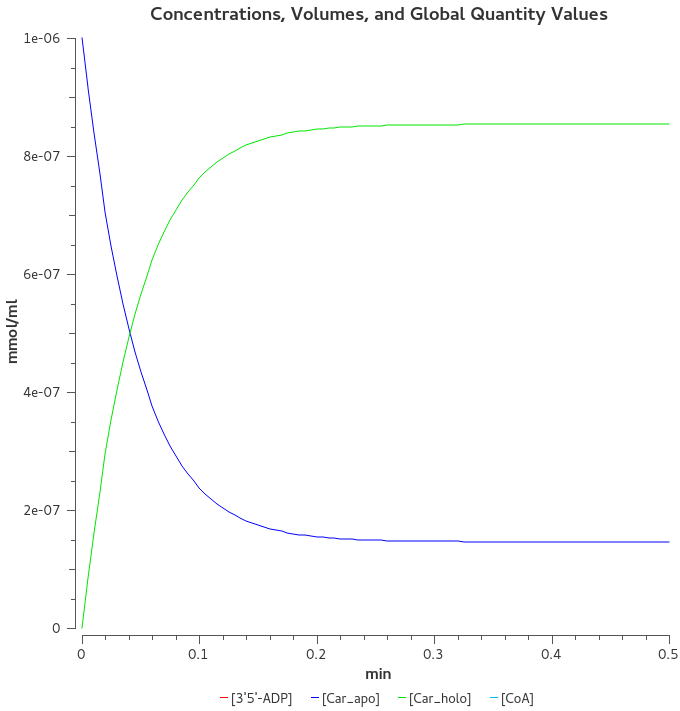 Concentrations, Volumes, and Global Quantity Values
1e-06
8e-07
6e-07
4e-07
2e-07
0
mmol/ml
0 0.1 0.2 0.3 0.4 0.5
min
[3'5'-ADP] [Car_apo] [Car_holo] [CoA]